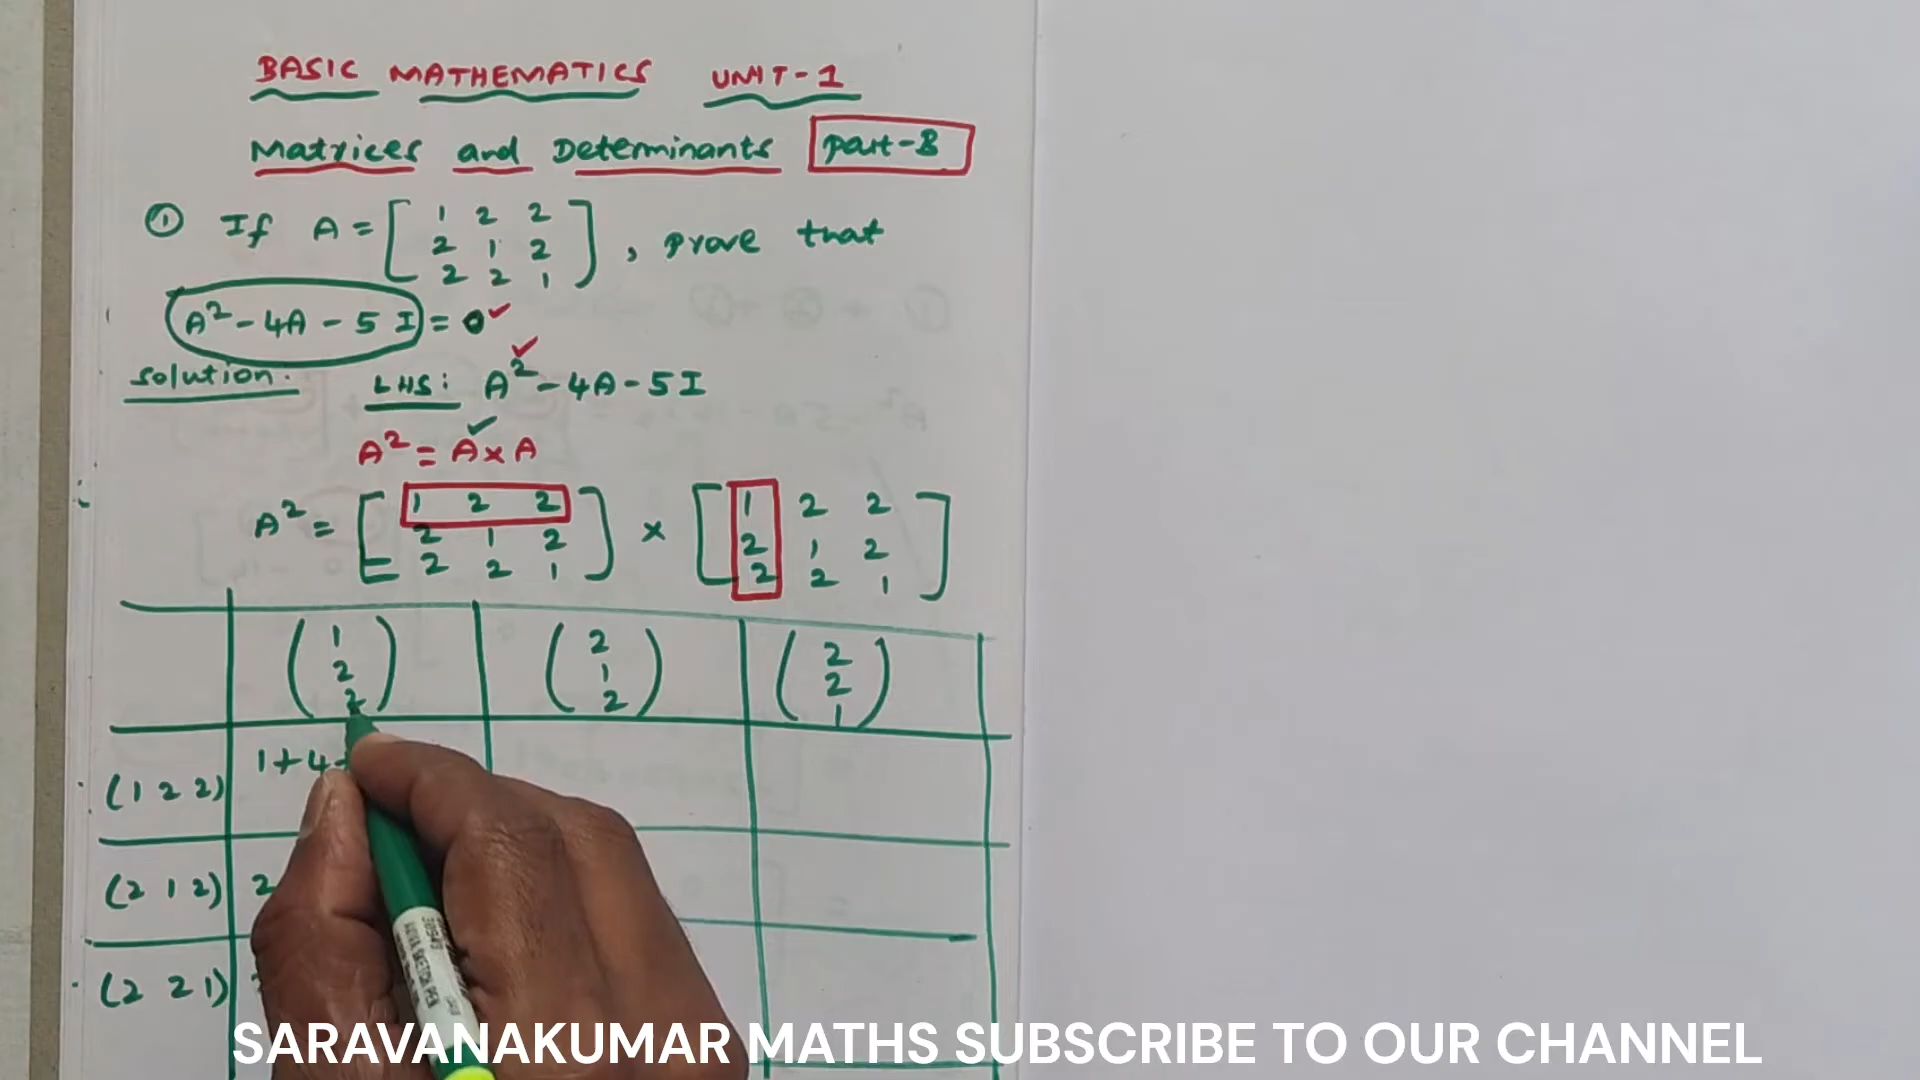 BASIC MATHEMATICS UNIT-1
Matrices and Determinants Part-B
① If A = [ 1 2 2
2 1 2
2 2 1 ] , prove that
A² - 4A - 5 I = 0 ✓
Solution. LHS: A² - 4A - 5 I
A² = A × A
A² = [ 1 2 2 ] × [ 1 2 2 ]
2 1 2 2 1 2
2 2 1 2 2 1
( 1 2 2 ) ( 2 1 2 ) ( 2 2 1 )
(1 2 2) 1 + 4
(2 1 2) 2
(2 2 1)
SARAVANAKUMAR MATHS SUBSCRIBE TO OUR CHANNEL